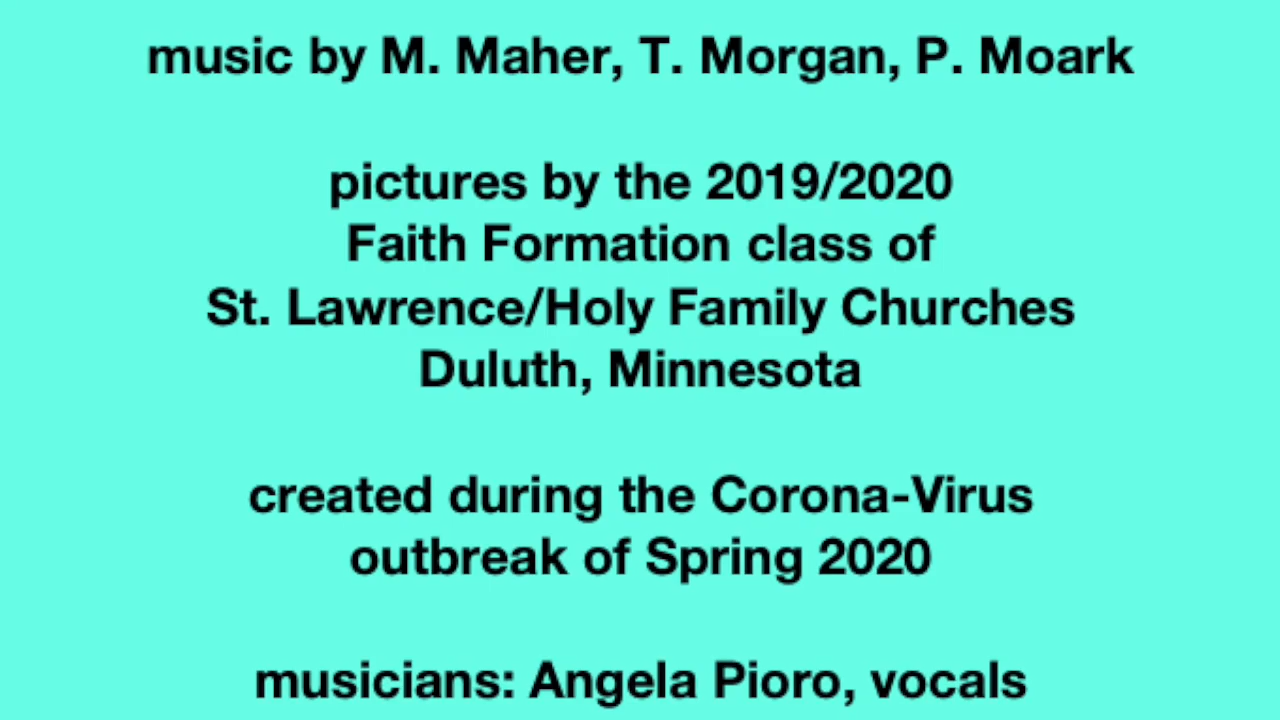 music by M. Maher, T. Morgan, P. Moark
pictures by the 2019/2020
Faith Formation class of
St. Lawrence/Holy Family Churches
Duluth, Minnesota
created during the Corona-Virus
outbreak of Spring 2020
musicians: Angela Pioro, vocals